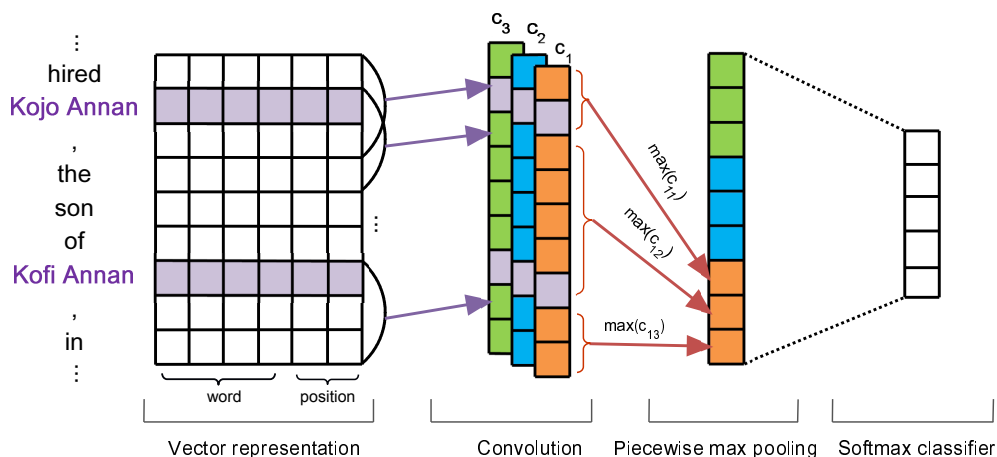 ⋮
hired
Kojo Annan
,
the
son
of
Kofi Annan
,
in
⋮
⋮
word
position
Vector representation
c3
c2
c1
Convolution
max(c11)
max(c12)
max(c13)
Piecewise max pooling
Softmax classifier